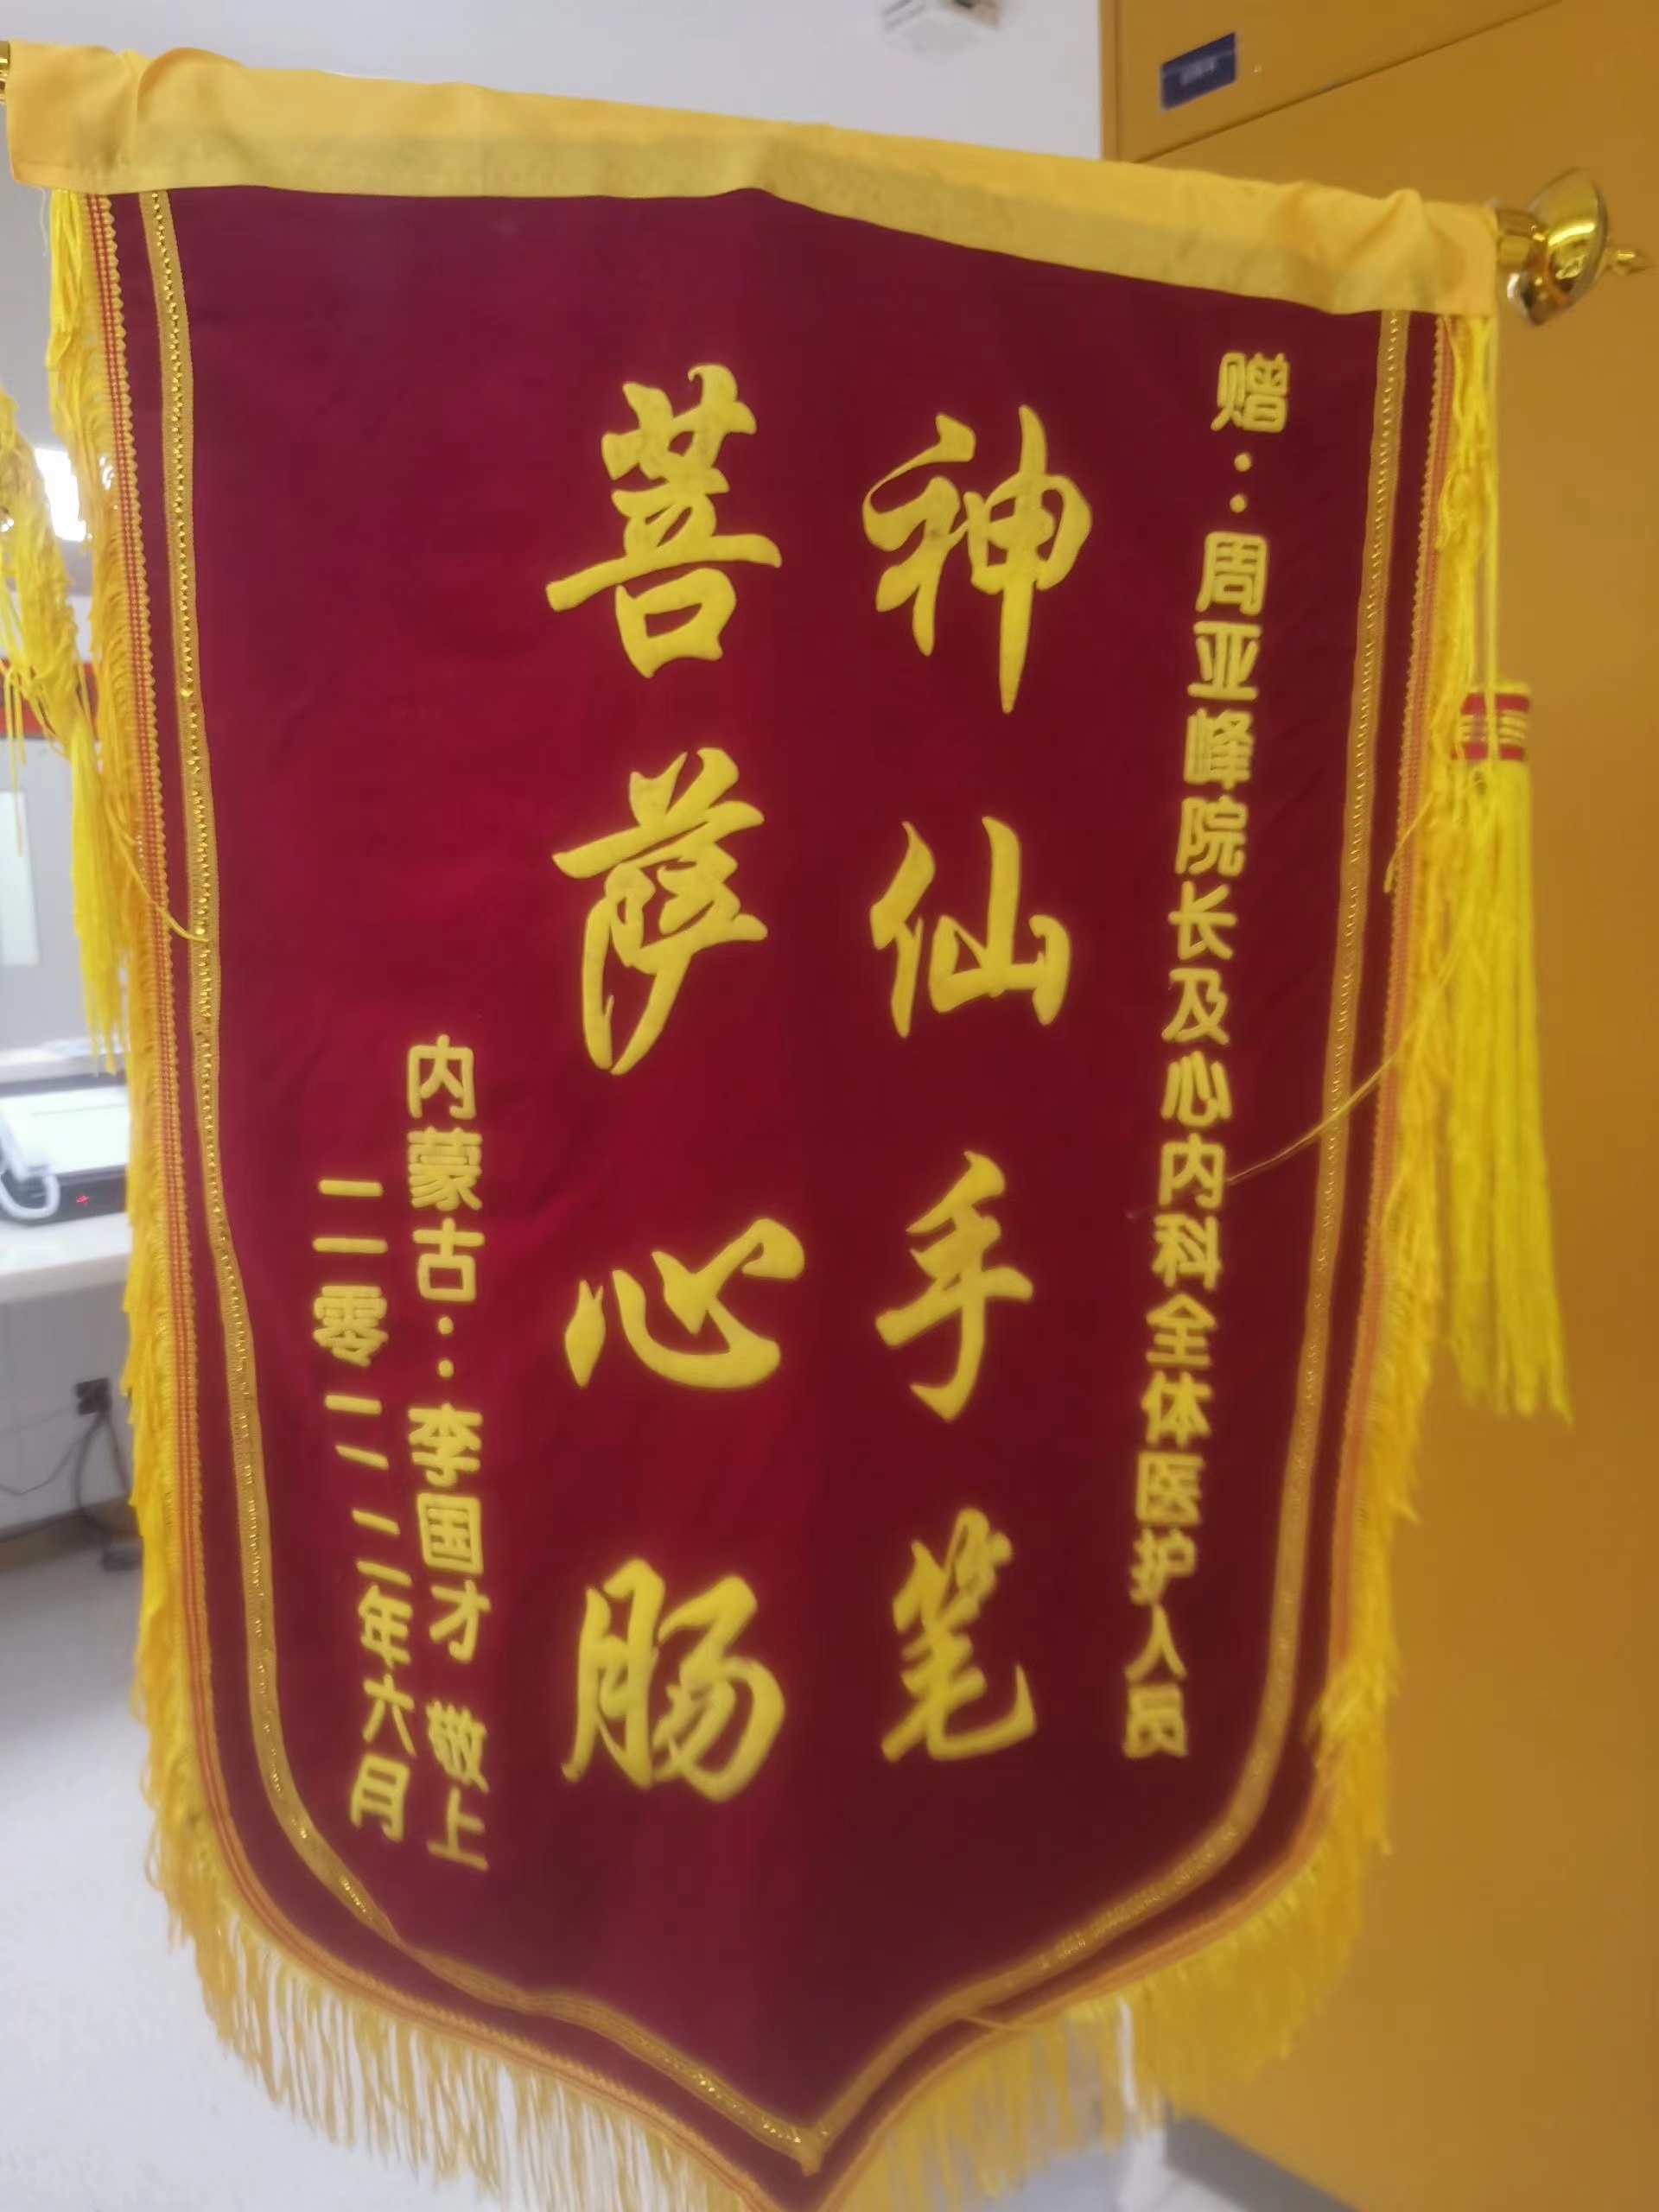 赠：周亚峰院长及心内科全体医护人员
神仙手笔
菩萨心肠
内蒙古：李国才 敬上
二零二二年六月